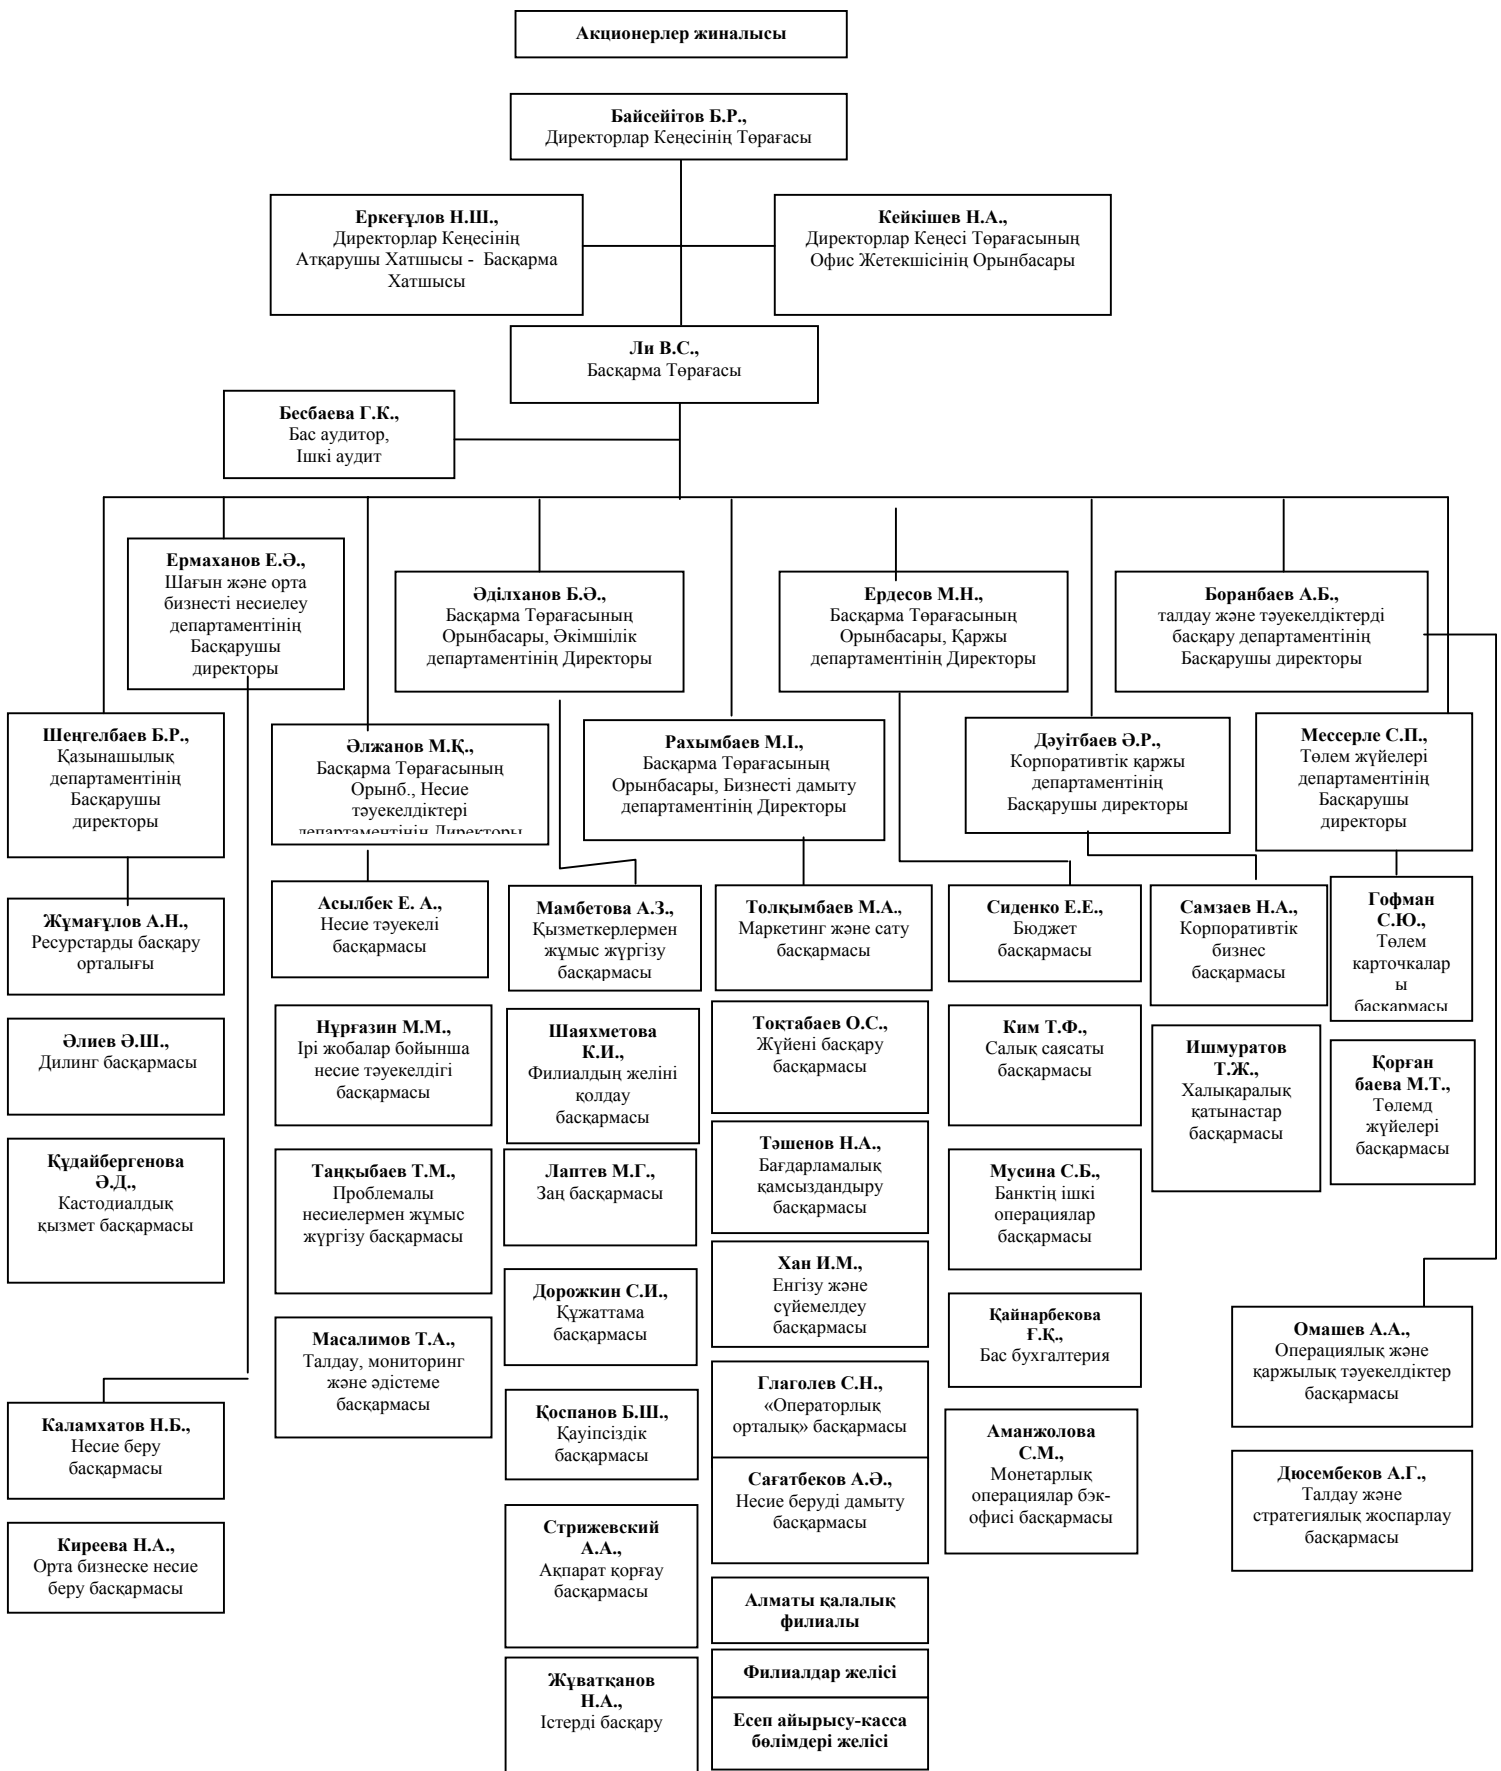 Акционерлер жиналысы
Байсейітов Б.Р.,
Директорлар Кеңесінің Төрағасы
Еркеғұлов Н.Ш.,
Директорлар Кеңесінің
Атқарушы Хатшысы - Басқарма
Хатшысы
Кейкішев Н.А.,
Директорлар Кеңесі Төрағасының
Офис Жетекшісінің Орынбасары
Ли В.С.,
Басқарма Төрағасы
Бесбаева Г.К.,
Бас аудитор,
Ішкі аудит
Ермаханов Е.Ә.,
Шағын және орта
бизнесті несиелеу
департаментінің
Басқарушы
директоры
Әділханов Б.Ә.,
Басқарма Төрағасының
Орынбасары, Әкімшілік
департаментінің Директоры
Ердесов М.Н.,
Басқарма Төрағасының
Орынбасары, Қаржы
департаментінің Директоры
Боранбаев А.Б.,
талдау және тәуекелдіктерді
басқару департаментінің
Басқарушы директоры
Шеңгелбаев Б.Р.,
Қазынашылық
департаментінің
Басқарушы
директоры
Әлжанов М.Қ.,
Басқарма Төрағасының
Орынб., Несие
тәуекелдіктері
департаментінің Директоры
Рахымбаев М.І.,
Басқарма Төрағасының
Орынбасары, Бизнесті дамыту
департаментінің Директоры
Дәуітбаев Ә.Р.,
Корпоративтік қаржы
департаментінің
Басқарушы директоры
Мессерле С.П.,
Төлем жүйелері
департаментінің
Басқарушы
директоры
Жұмағұлов А.Н.,
Ресурстарды басқару
орталығы
Әлиев Ә.Ш.,
Дилинг басқармасы
Құдайбергенова
Ә.Д.,
Кастодиалдық
қызмет басқармасы
Каламхатов Н.Б.,
Несие беру
басқармасы
Киреева Н.А.,
Орта бизнеске несие
беру басқармасы
Асылбек Е. А.,
Несие тәуекелі
басқармасы
Нұрғазин М.М.,
Ірі жобалар бойынша
несие тәуекелдігі
басқармасы
Таңқыбаев Т.М.,
Проблемалы
несиелермен жұмыс
жүргізу басқармасы
Масалимов Т.А.,
Талдау, мониторинг
және әдістеме
басқармасы
Мамбетова А.З.,
Қызметкерлермен
жұмыс жүргізу
басқармасы
Шаяхметова
К.И.,
Филиалдың желіні
қолдау
басқармасы
Лаптев М.Г.,
Заң басқармасы
Дорожкин С.И.,
Құжаттама
басқармасы
Қоспанов Б.Ш.,
Қауіпсіздік
басқармасы
Стрижевский
А.А.,
Ақпарат қорғау
басқармасы
Жұватқанов
Н.А.,
Істерді басқару
Толқымбаев М.А.,
Маркетинг және сату
басқармасы
Тоқтабаев О.С.,
Жүйені басқару
басқармасы
Тәшенов Н.А.,
Бағдарламалық
қамсыздандыру
басқармасы
Хан И.М.,
Енгізу және
сүйемелдеу
басқармасы
Глаголев С.Н.,
«Операторлық
орталық» басқармасы
Сағатбеков А.Ә.,
Несие беруді дамыту
басқармасы
Алматы қалалық
филиалы
Филиалдар желісі
Есеп айырысу-касса
бөлімдері желісі
Сиденко Е.Е.,
Бюджет
басқармасы
Ким Т.Ф.,
Салық саясаты
басқармасы
Мусина С.Б.,
Банктің ішкі
операциялар
басқармасы
Қайнарбекова
Ғ.Қ.,
Бас бухгалтерия
Аманжолова
С.М.,
Монетарлық
операциялар бэк-
офисі басқармасы
Самзаев Н.А.,
Корпоративтік
бизнес
басқармасы
Ишмуратов
Т.Ж.,
Халықаралық
қатынастар
басқармасы
Гофман
С.Ю.,
Төлем
карточкалар
ы
басқармасы
Қорған
баева М.Т.,
Төлемд
жүйелері
басқармасы
Омашев А.А.,
Операциялық және
қаржылық тәуекелдіктер
басқармасы
Дюсембеков А.Г.,
Талдау және
стратегиялық жоспарлау
басқармасы